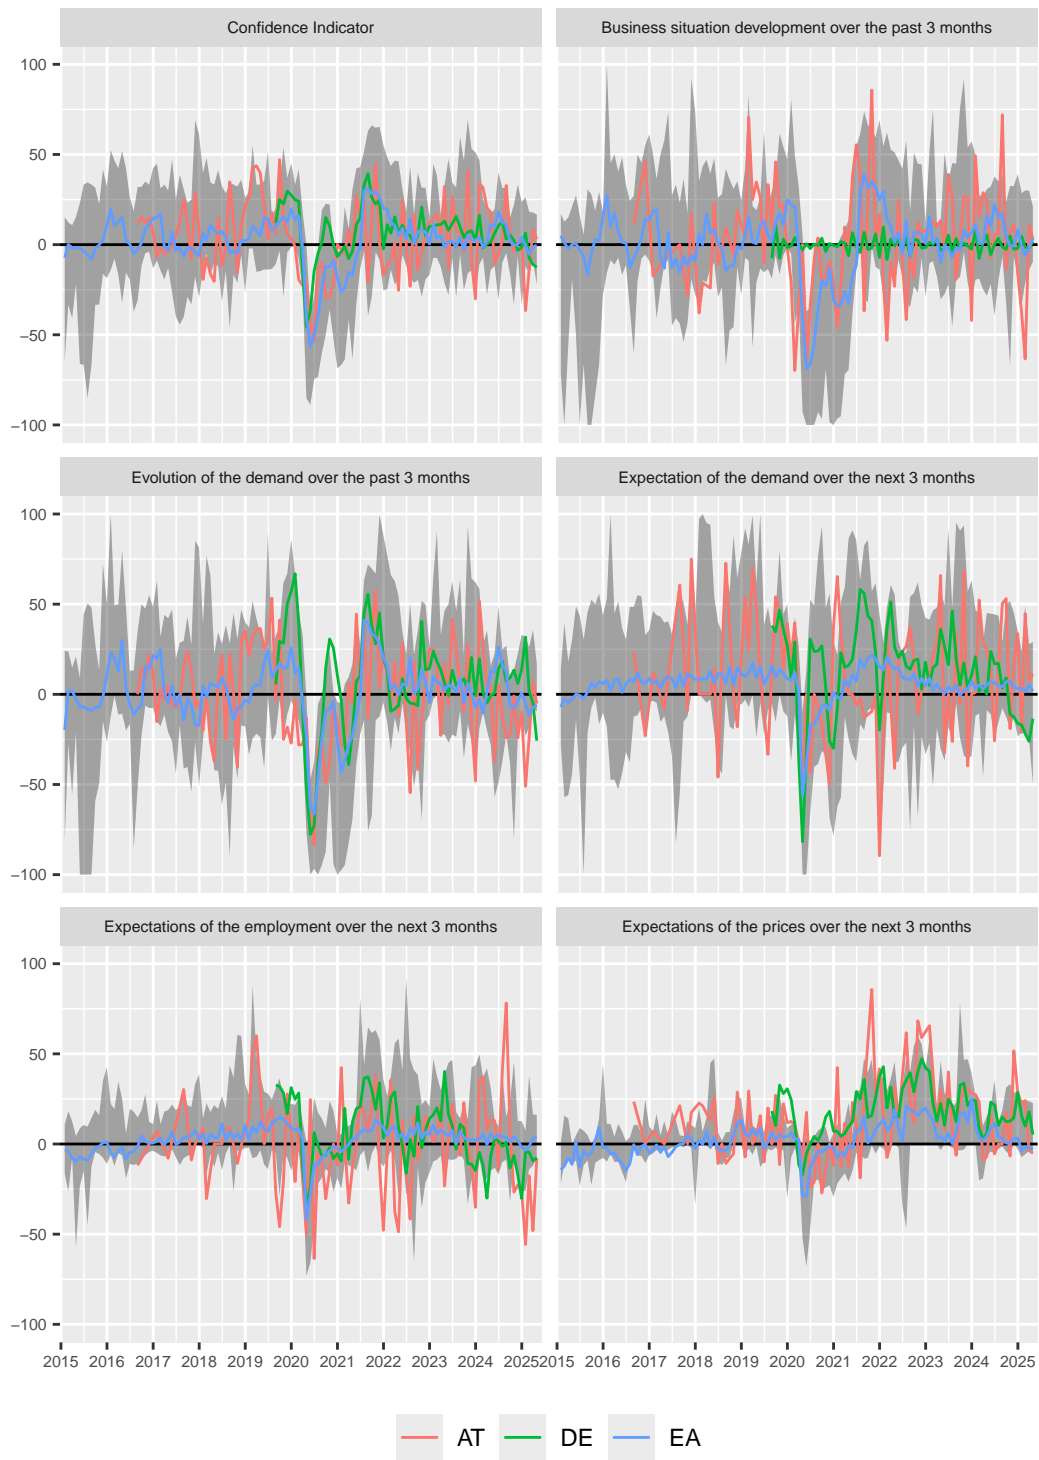 Confidence Indicator
Business situation development over the past 3 months
100
50
0
−50
−100
Evolution of the demand over the past 3 months
Expectation of the demand over the next 3 months
100
50
0
−50
−100
Expectations of the employment over the next 3 months
Expectations of the prices over the next 3 months
100
50
0
−50
−100
2015 2016 2017 2018 2019 2020 2021 2022 2023 2024 2025 2015 2016 2017 2018 2019 2020 2021 2022 2023 2024 2025
AT DE EA